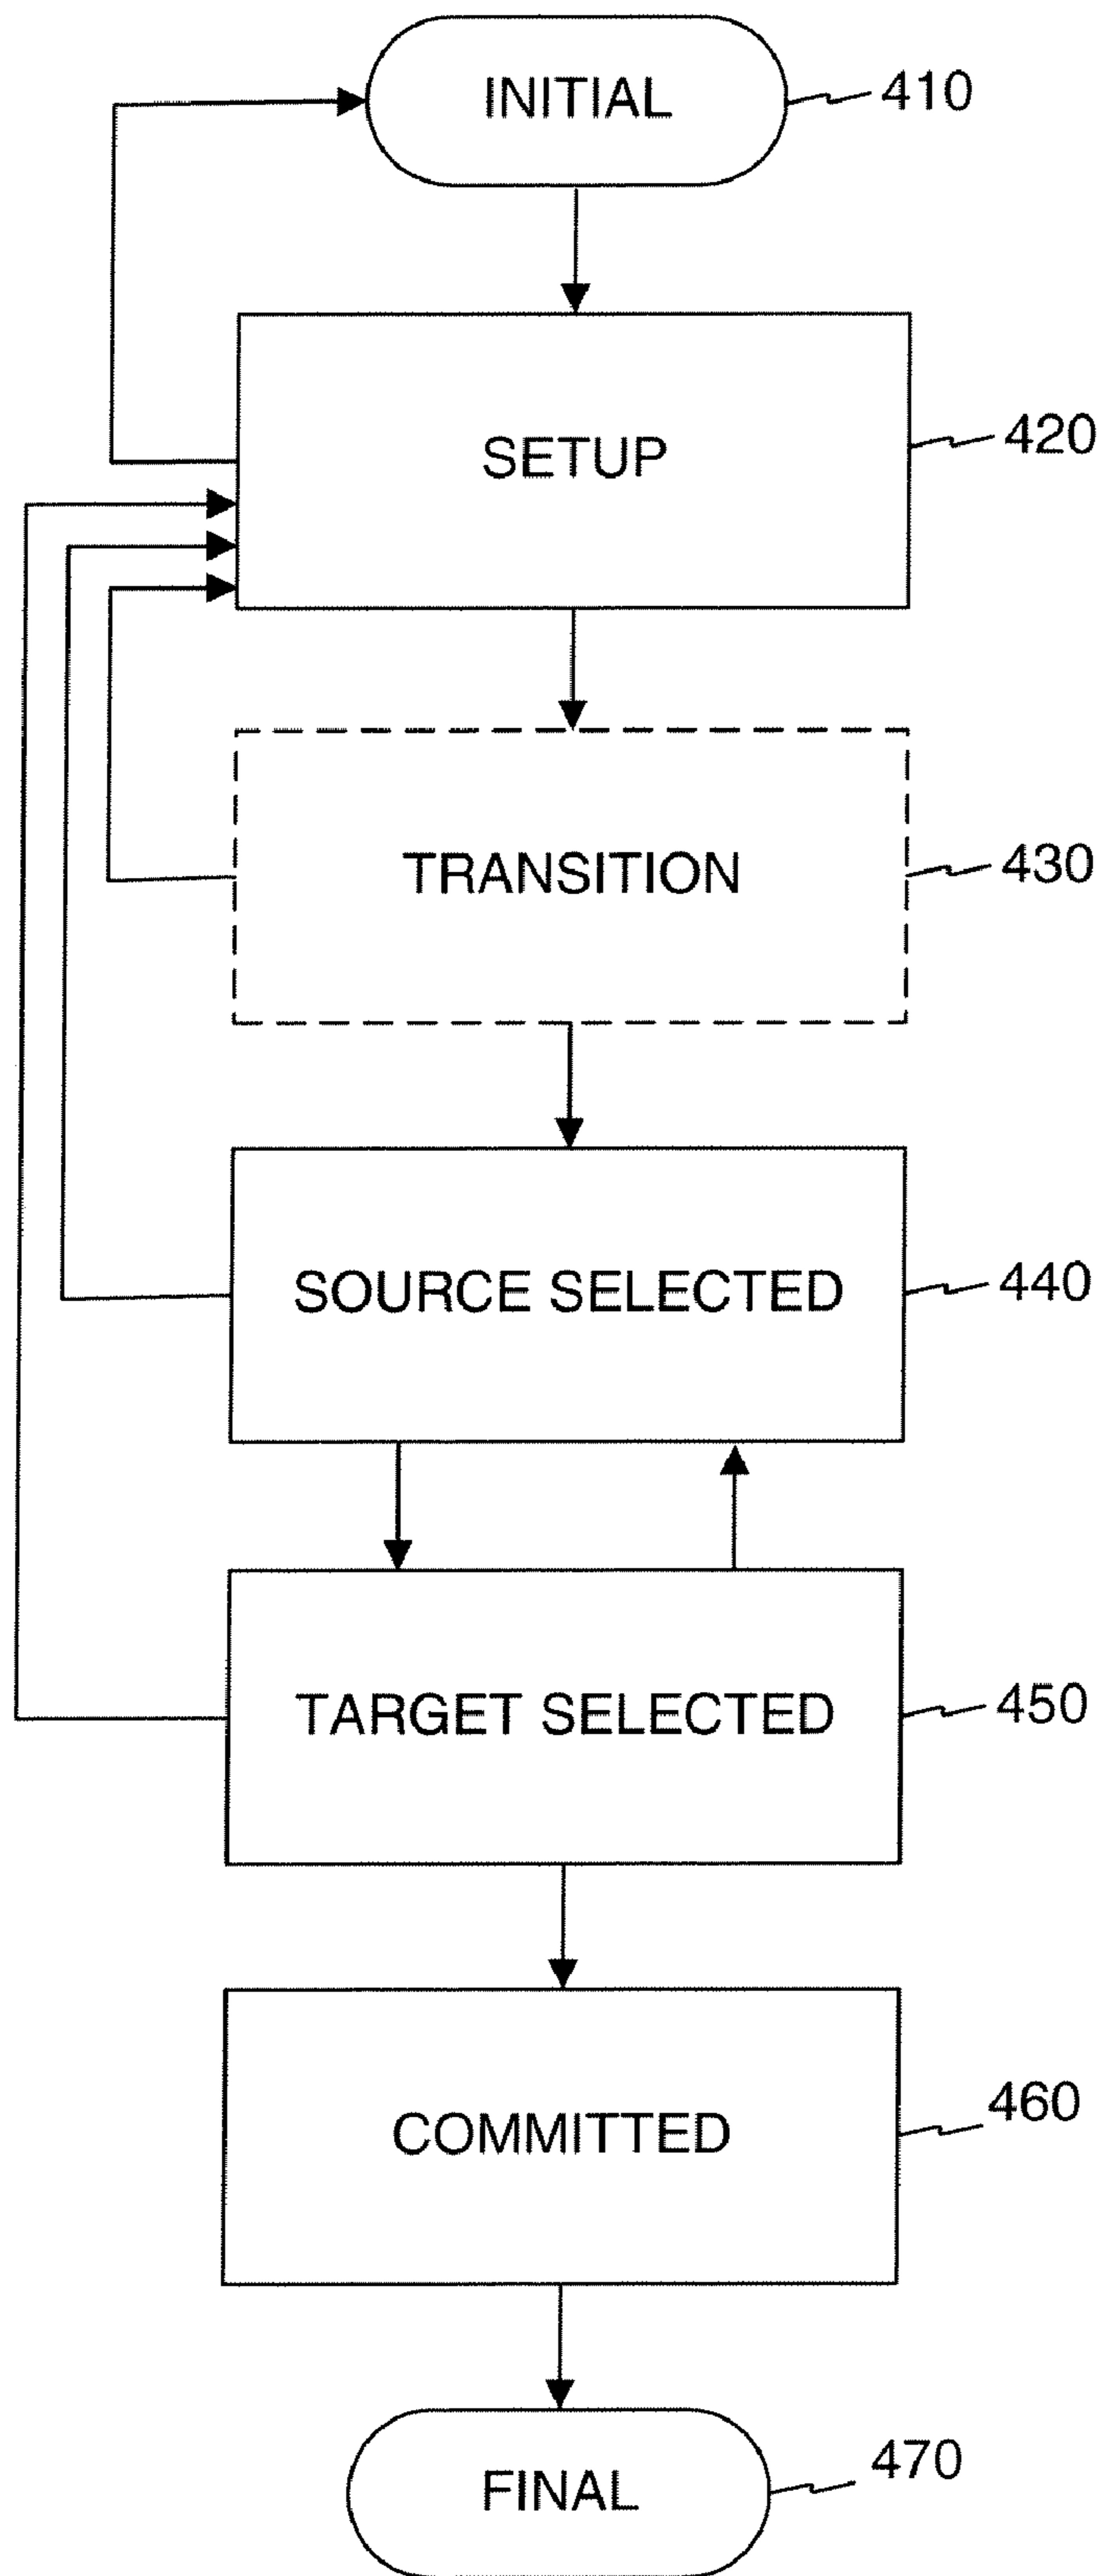 INITIAL
410
SETUP
420
TRANSITION
430
SOURCE SELECTED
440
TARGET SELECTED
450
COMMITTED
460
FINAL
470